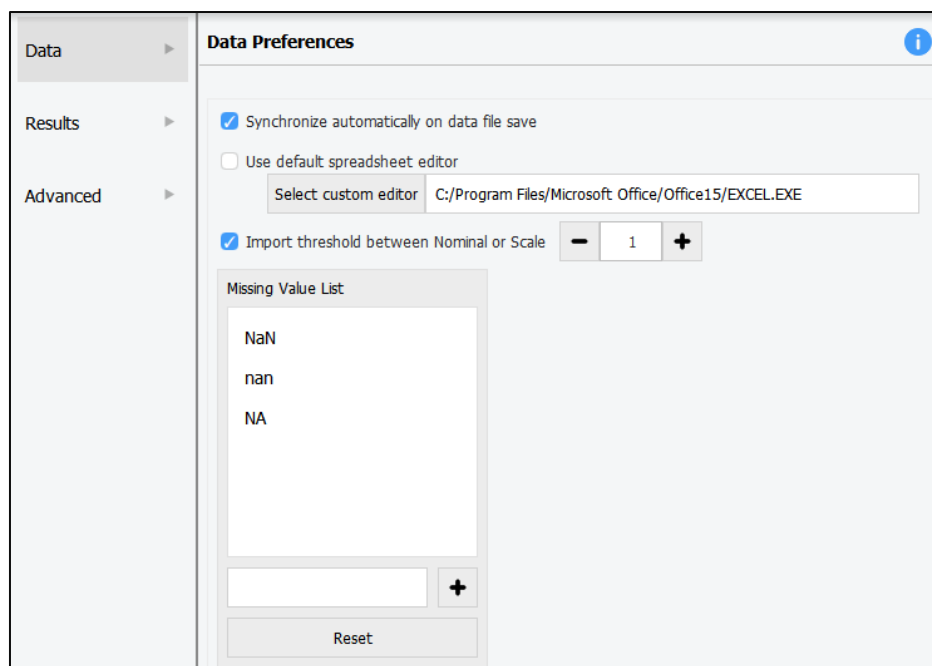 Data
Results
Advanced
Data Preferences
i
Synchronize automatically on data file save
Use default spreadsheet editor
Select custom editor C:/Program Files/Microsoft Office/Office15/EXCEL.EXE
Import threshold between Nominal or Scale − 1 +
Missing Value List
NaN
nan
NA
+
Reset